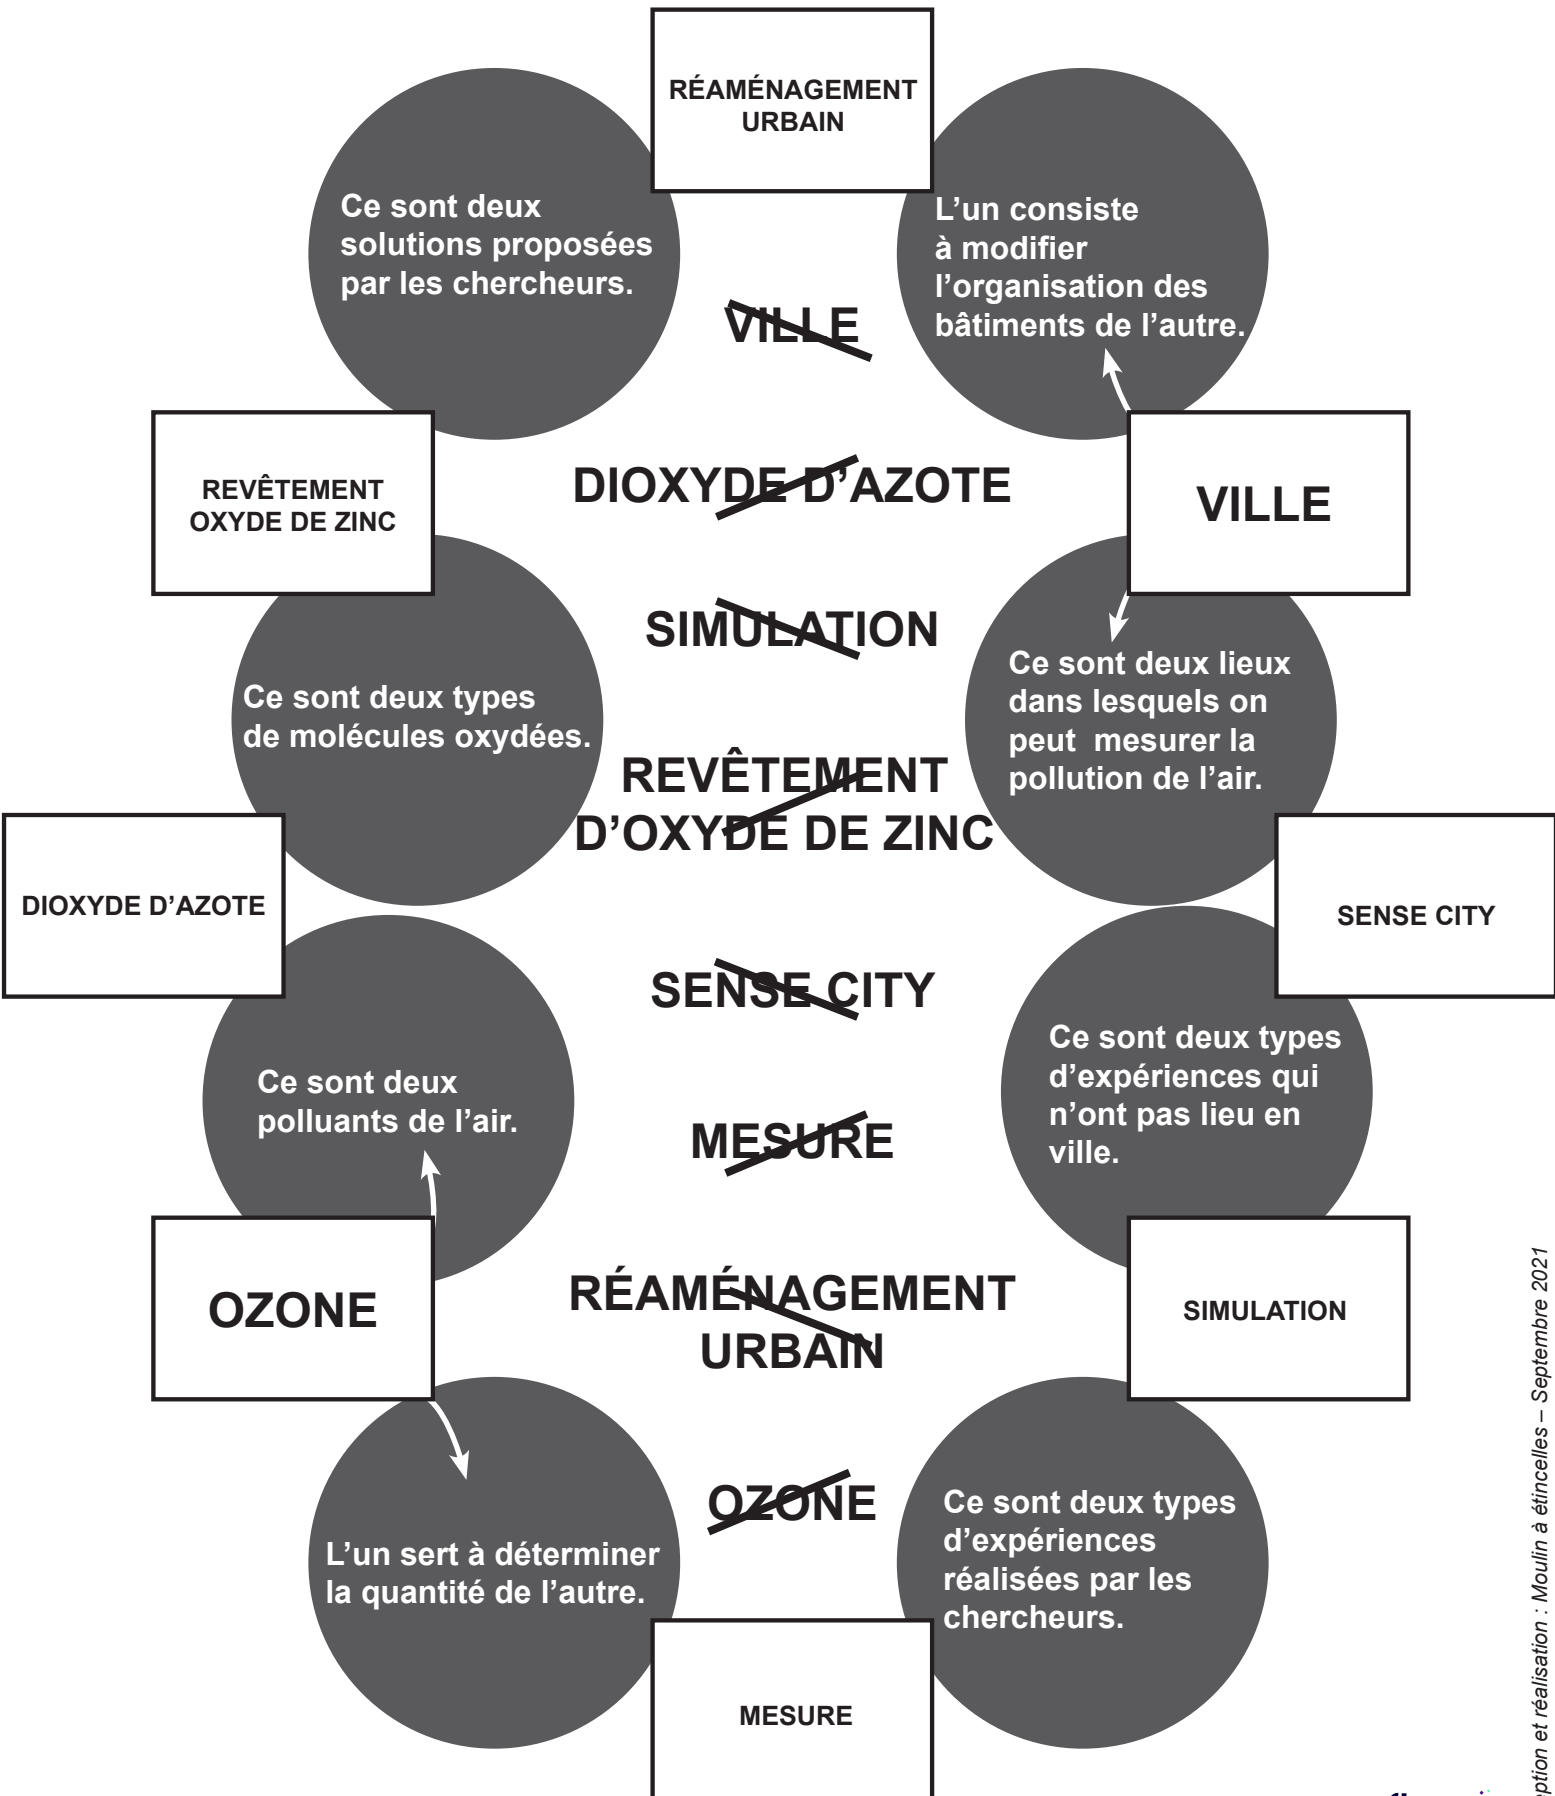 RÉAMÉNAGEMENT
URBAIN
Ce sont deux
solutions proposées
par les chercheurs.
L’un consiste
à modifier
l’organisation des
bâtiments de l’autre.
VILLE
REVÊTEMENT
OXYDE DE ZINC
DIOXYDE D’AZOTE
VILLE
SIMULATION
Ce sont deux types
de molécules oxydées.
Ce sont deux lieux
dans lesquels on
peut mesurer la
pollution de l’air.
REVÊTEMENT
D’OXYDE DE ZINC
DIOXYDE D’AZOTE
SENSE CITY
SENSE CITY
Ce sont deux
polluants de l’air.
Ce sont deux types
d’expériences qui
n’ont pas lieu en
ville.
MESURE
OZONE
RÉAMÉNAGEMENT
URBAIN
SIMULATION
OZONE
L’un sert à déterminer
la quantité de l’autre.
Ce sont deux types
d’expériences
réalisées par les
chercheurs.
MESURE
et réalisation : Moulin à étincelles – Septembre 2021